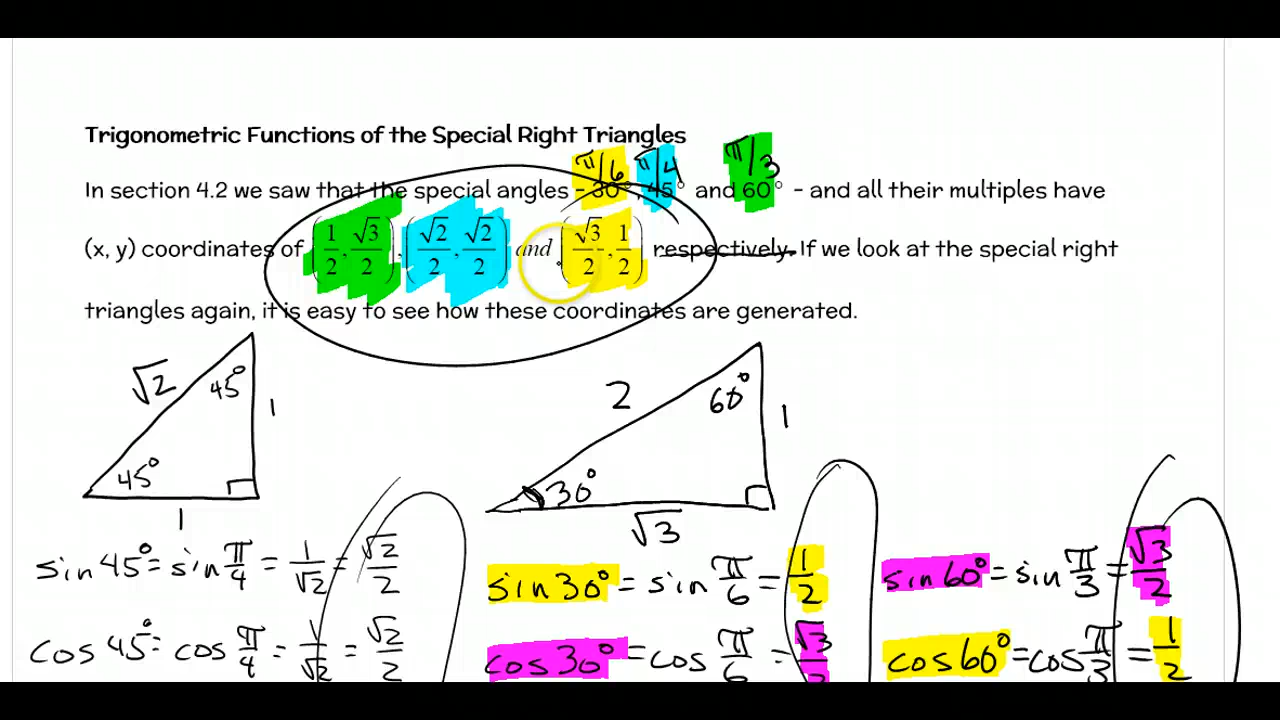 Trigonometric Functions of the Special Right Triangles
π/6 π/4 π/3
In section 4.2 we saw that the special angles – 30°, 45° and 60° – and all their multiples have
(x, y) coordinates of (1/2, √3/2), (√2/2, √2/2) and (√3/2, 1/2) respectively. If we look at the special right
triangles again, it is easy to see how these coordinates are generated.
√2 45° 1
45°
1
2 60° 1
30°
√3
sin 45° = sin π/4 = 1/√2 = √2/2
cos 45° = cos π/4 = 1/√2 = √2/2
sin 30° = sin π/6 = 1/2
cos 30° = cos π/6 = √3/2
sin 60° = sin π/3 = √3/2
cos 60° = cos π/3 = 1/2